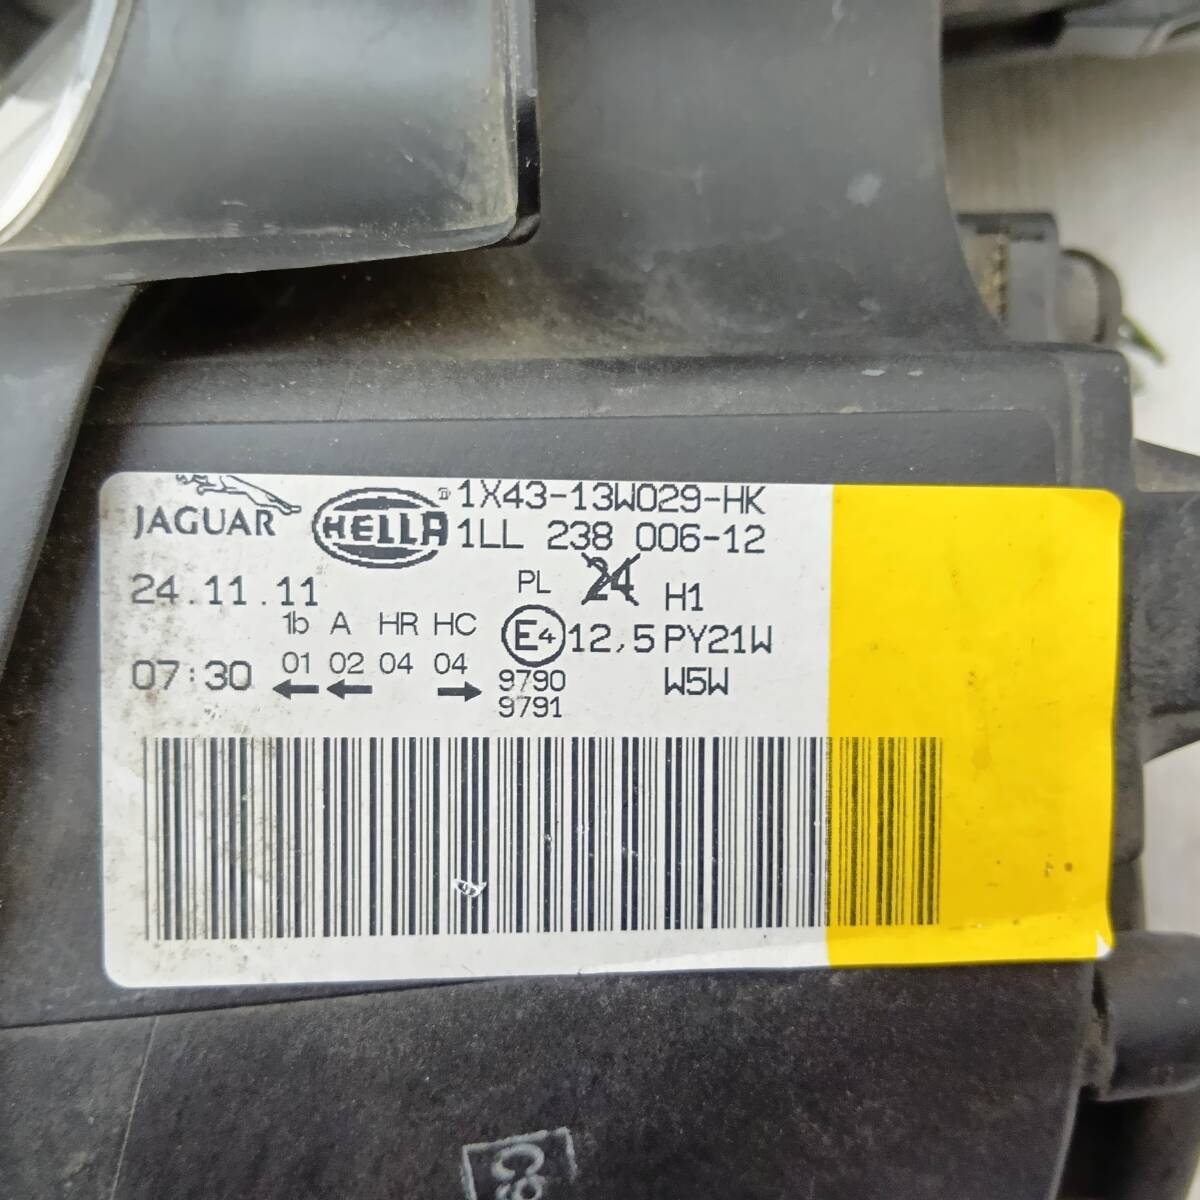 JAGUAR HELLA 1X43-13W029-HK
1LL 238 006-12
24.11.11 PL 24 H1
1b A HR HC E4 12,5 PY21W
07:30 01 02 04 04 9790 W5W
9791